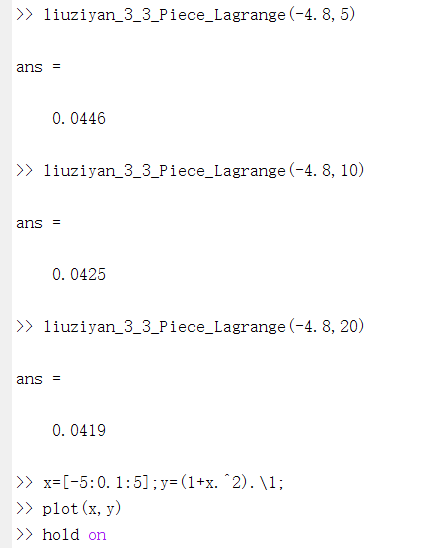 >> liuziyan_3_3_Piece_Lagrange(-4.8,5)
ans =
0.0446
>> liuziyan_3_3_Piece_Lagrange(-4.8,10)
ans =
0.0425
>> liuziyan_3_3_Piece_Lagrange(-4.8,20)
ans =
0.0419
>> x=[-5:0.1:5];y=(1+x.^2).\1;
>> plot(x,y)
>> hold on